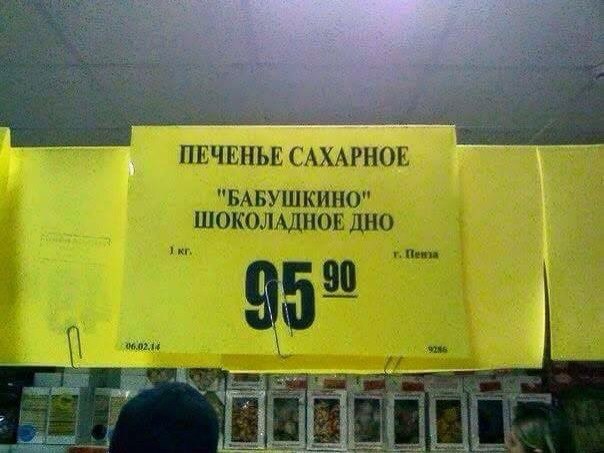 ПЕЧЕНЬЕ САХАРНОЕ
"БАБУШКИНО"
ШОКОЛАДНОЕ ДНО
1 кг.
г. Пенза
95 90
06.02.14
9286